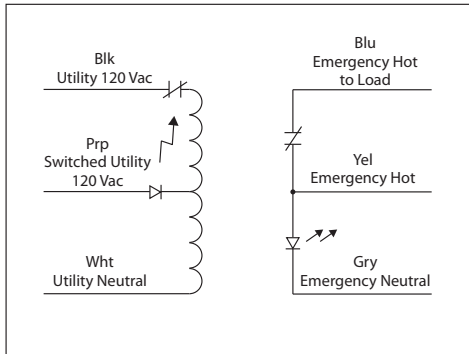 Blk
Utility 120 Vac
Prp
Switched Utility
120 Vac
Wht
Utility Neutral
Blu
Emergency Hot
to Load
Yel
Emergency Hot
Gry
Emergency Neutral